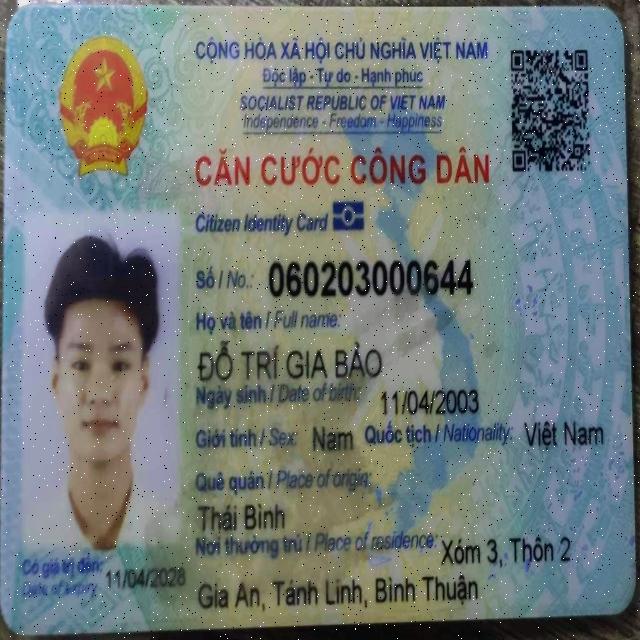 CỘNG HÒA XÃ HỘI CHỦ NGHĨA VIỆT NAM
Độc lập - Tự do - Hạnh phúc
SOCIALIST REPUBLIC OF VIET NAM
Independence - Freedom - Happiness
CĂN CƯỚC CÔNG DÂN
Citizen Identity Card
Số / No.: 060203000644
Họ và tên / Full name:
ĐỖ TRÍ GIA BẢO
Ngày sinh / Date of birth: 11/04/2003
Giới tính / Sex: Nam Quốc tịch / Nationality: Việt Nam
Quê quán / Place of origin:
Thái Bình
Nơi thường trú / Place of residence: Xóm 3, Thôn 2
Gia An, Tánh Linh, Bình Thuận
Có giá trị đến: 11/04/2028
Date of expiry